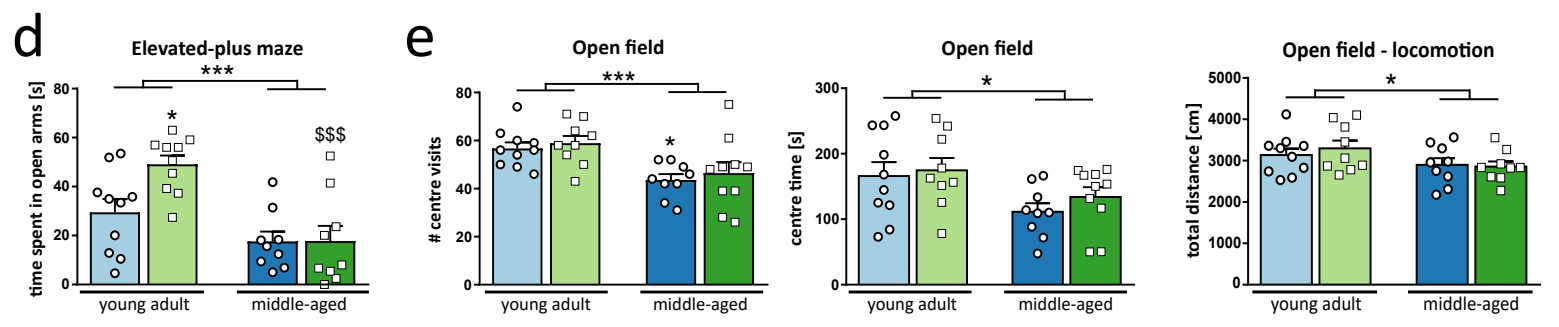 d
Elevated-plus maze
***
time spent in open arms [s]
80
60
40
20
0
*
$$$
young adult
middle-aged
e
Open field
***
# centre visits
80
60
40
20
0
*
young adult
middle-aged
Open field
*
centre time [s]
300
200
100
0
young adult
middle-aged
Open field - locomotion
*
total distance [cm]
5000
4000
3000
2000
1000
0
young adult
middle-aged